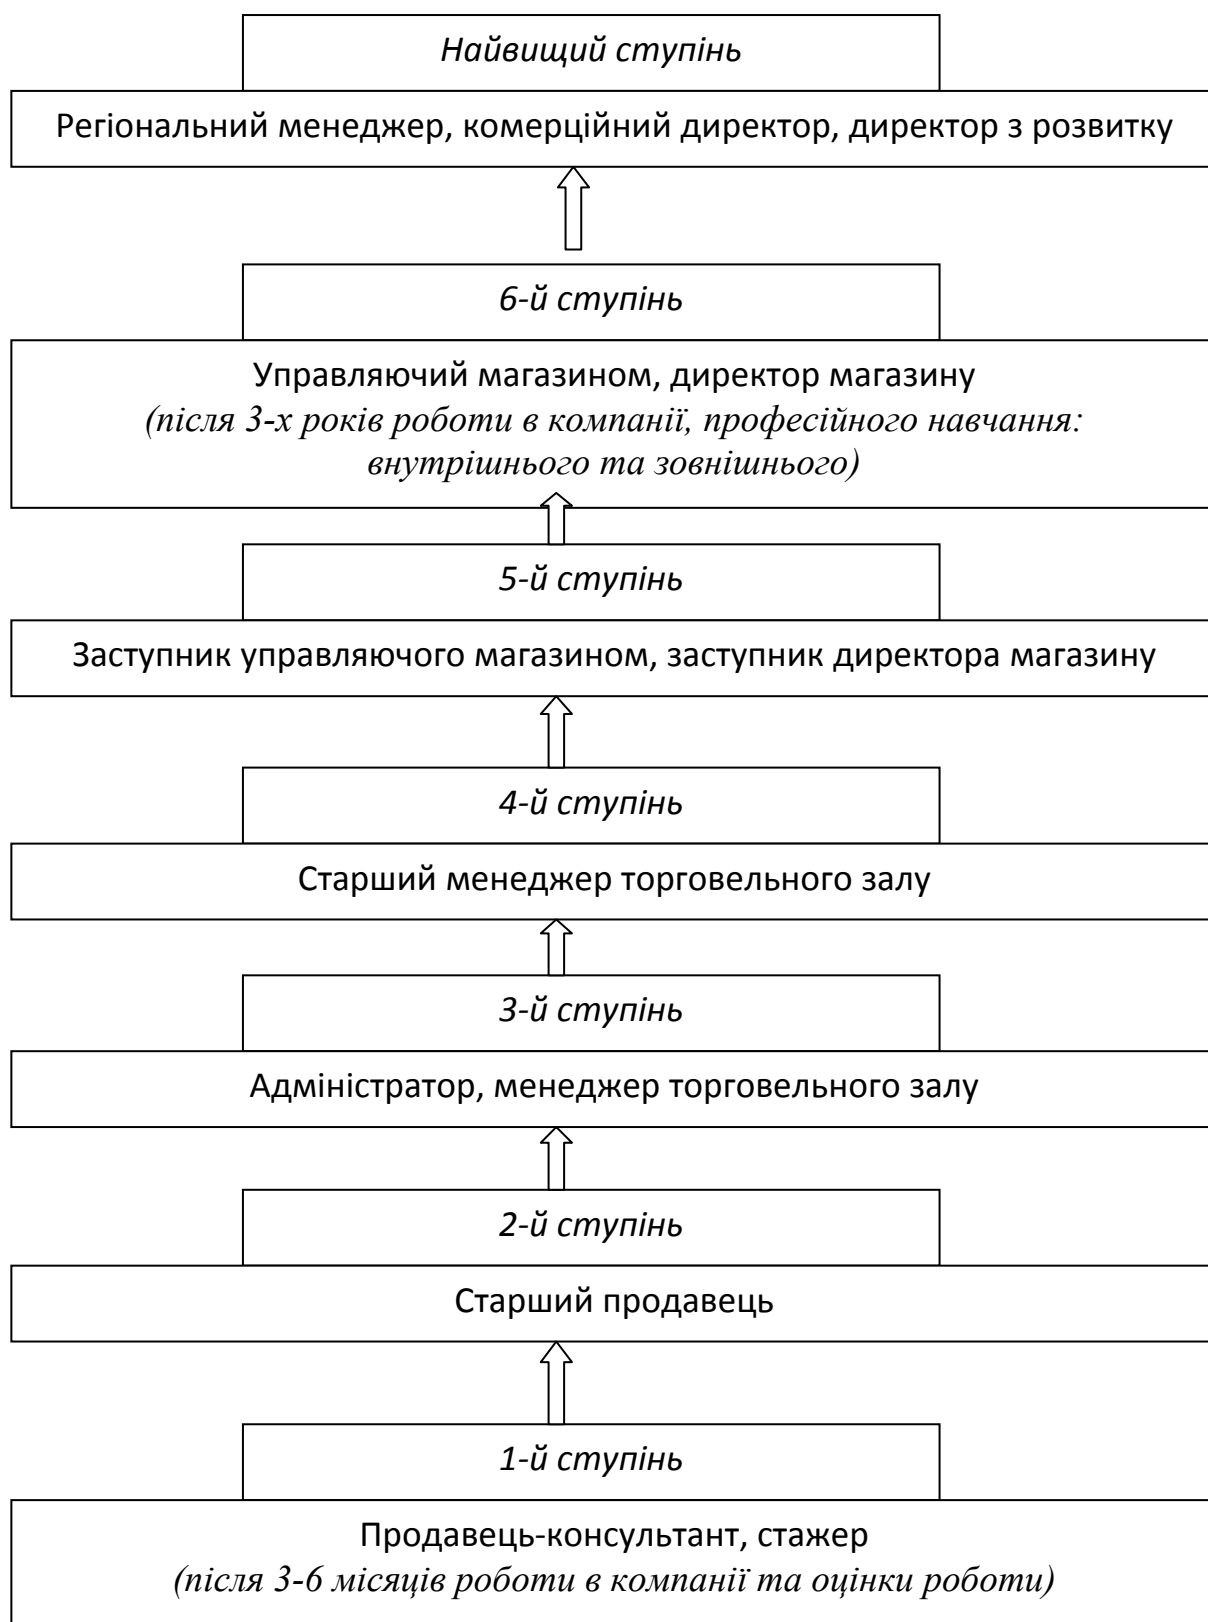 Найвищий ступінь
Регіональний менеджер, комерційний директор, директор з розвитку
6-й ступінь
Управляючий магазином, директор магазину
(після 3-х років роботи в компанії, професійного навчання:
внутрішнього та зовнішнього)
5-й ступінь
Заступник управляючого магазином, заступник директора магазину
4-й ступінь
Старший менеджер торговельного залу
3-й ступінь
Адміністратор, менеджер торговельного залу
2-й ступінь
Старший продавець
1-й ступінь
Продавець-консультант, стажер
(після 3-6 місяців роботи в компанії та оцінки роботи)